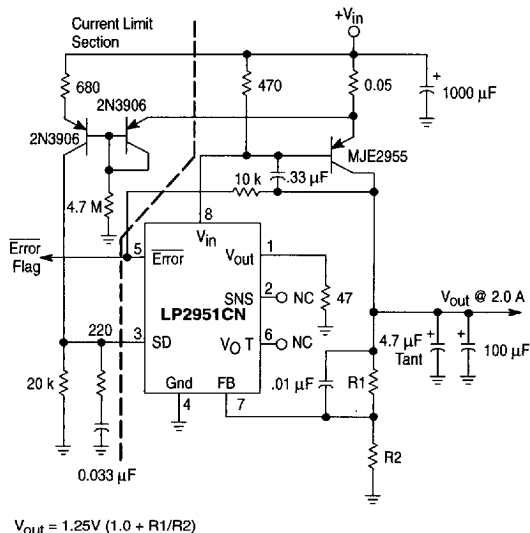 Current Limit
Section
+Vin
680
470
0.05
+
1000 µF
2N3906
2N3906
MJE2955
.33 µF
10 k
4.7 M
8
Vin
Error
Flag
5
Error
Vout
1
SNS
2
NC
47
LP2951CN
220
3
SD
VO T
6
NC
Vout @ 2.0 A
4.7 µF
Tant
+
+
100 µF
20 k
.01 µF
R1
Gnd
FB
4
7
0.033 µF
R2
Vout = 1.25V (1.0 + R1/R2)